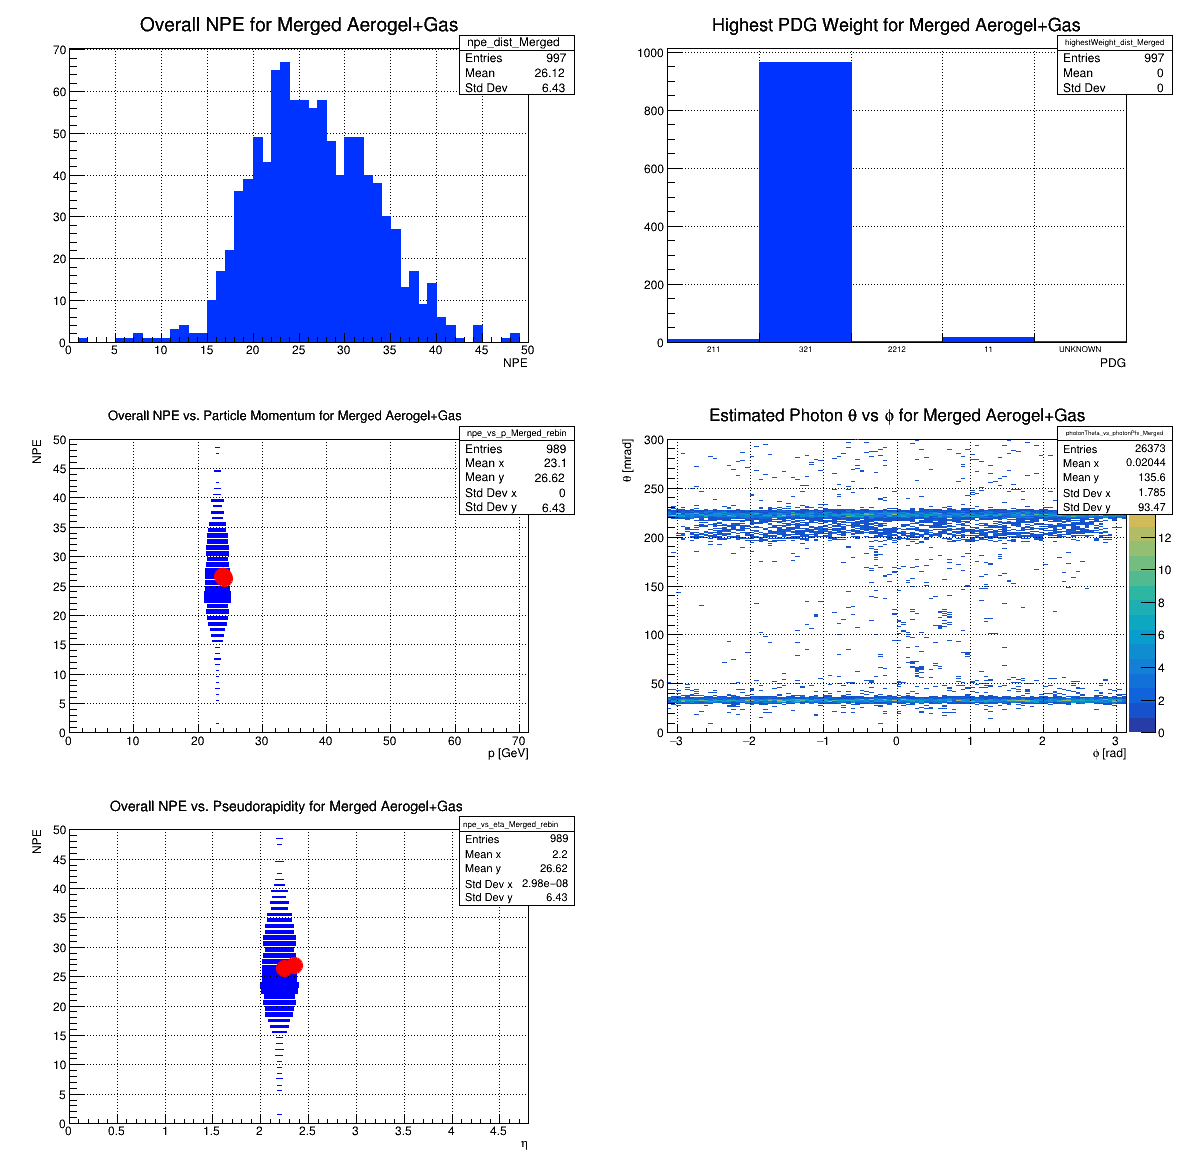 Overall NPE for Merged Aerogel+Gas
npe_dist_Merged
Entries 997
Mean 26.12
Std Dev 6.43
70
60
50
40
30
20
10
0
0 5 10 15 20 25 30 35 40 45 50
NPE
Highest PDG Weight for Merged Aerogel+Gas
highestWeight_dist_Merged
Entries 997
Mean 0
Std Dev 0
1000
800
600
400
200
0
211 321 2212 11 UNKNOWN
PDG
Overall NPE vs. Particle Momentum for Merged Aerogel+Gas
npe_vs_p_Merged_rebin
Entries 989
Mean x 23.1
Mean y 26.62
Std Dev x 0
Std Dev y 6.43
NPE
50
45
40
35
30
25
20
15
10
5
0
0 10 20 30 40 50 60 70
p [GeV]
Estimated Photon θ vs ϕ for Merged Aerogel+Gas
photonTheta_vs_photonPhi_Merged
Entries 26373
Mean x 0.02044
Mean y 135.6
Std Dev x 1.785
Std Dev y 93.47
θ [mrad]
300
250
200
150
100
50
0
−3 −2 −1 0 1 2 3
ϕ [rad]
12
10
8
6
4
2
0
Overall NPE vs. Pseudorapidity for Merged Aerogel+Gas
npe_vs_eta_Merged_rebin
Entries 989
Mean x 2.2
Mean y 26.62
Std Dev x 2.98e−08
Std Dev y 6.43
NPE
50
45
40
35
30
25
20
15
10
5
0
0 0.5 1 1.5 2 2.5 3 3.5 4 4.5
η